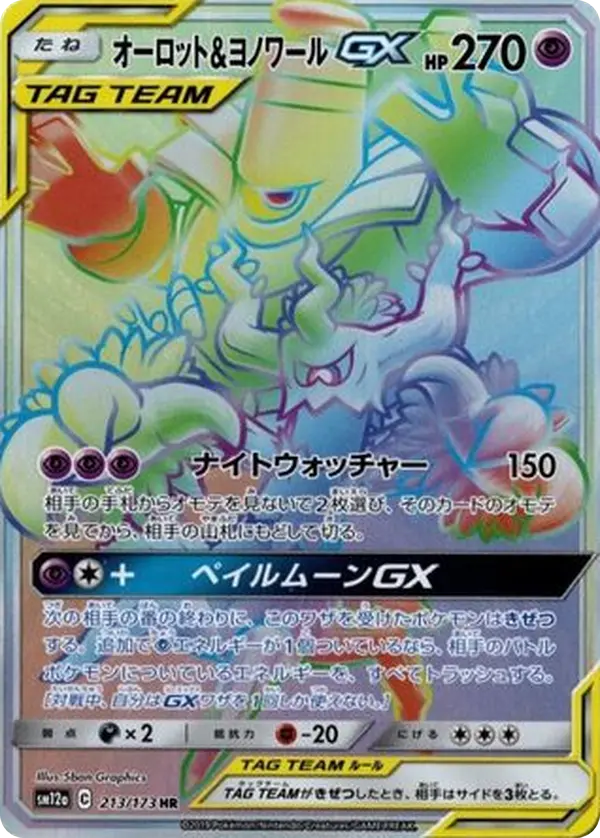 たね
オーロット&ヨノワールGX HP270
TAG TEAM
ナイトウォッチャー 150
相手の手札からオモテを見ないで2枚選び、そのカードのオモテ
を見てから、相手の山札にもどして切る。
+ ペイルムーンGX
次の相手の番の終わりに、このワザを受けたポケモンはきぜつ
する。追加で エネルギーが1個ついているなら、相手のバトル
ポケモンについているエネルギーを、すべてトラッシュする。
[対戦中、自分はGXワザを1回しか使えない。]
弱点 ×2 抵抗力 -20 にげる
TAG TEAM ルール
TAG TEAMがきぜつしたとき、相手はサイドを3枚とる。
Illus. 5ban Graphics
SM12a C 213/173 HR
©2019 Pokémon/Nintendo/Creatures/GAME FREAK.